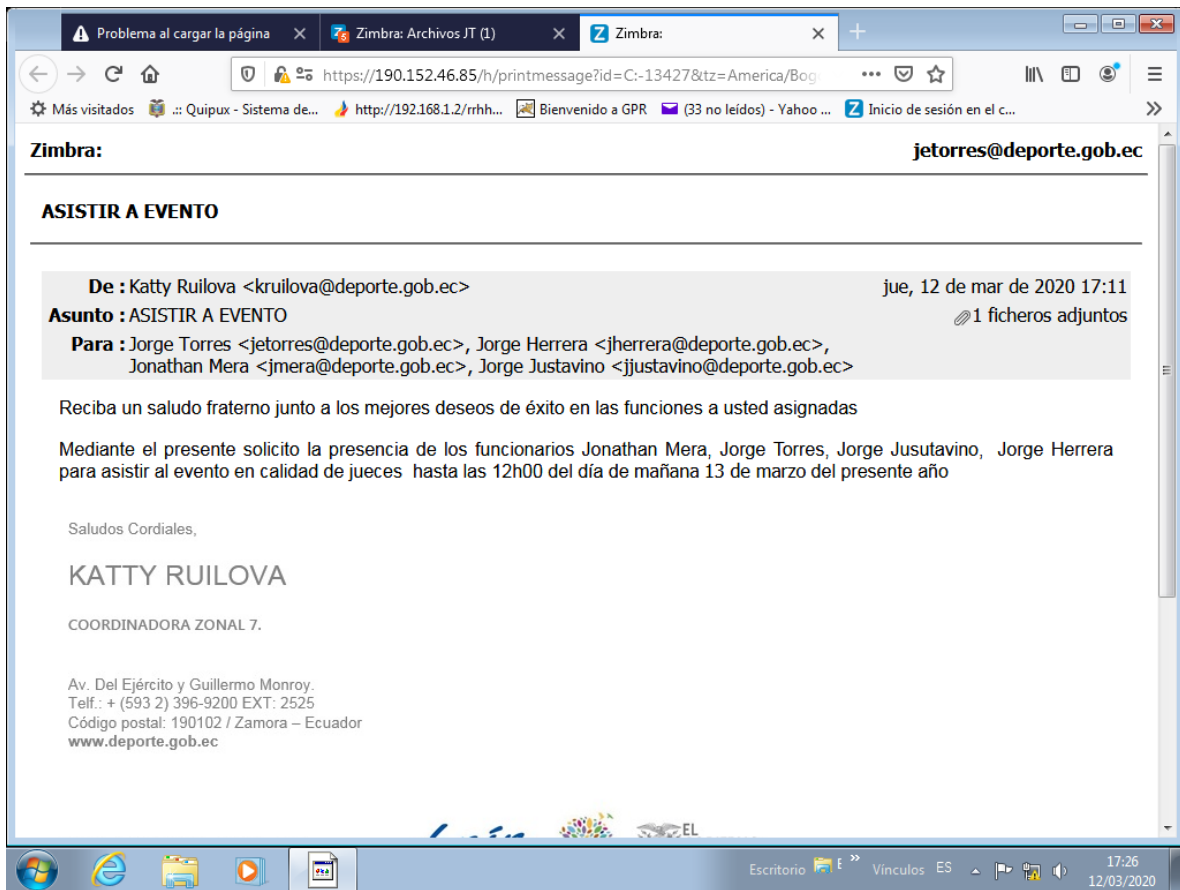 Problema al cargar la página
Zimbra: Archivos JT (1)
Zimbra:
https://190.152.46.85/h/printmessage?id=C:-13427&tz=America/Bog
Más visitados
.:: Quipux - Sistema de...
http://192.168.1.2/rrhh...
Bienvenido a GPR
(33 no leídos) - Yahoo ...
Inicio de sesión en el c...
Zimbra: jetorres@deporte.gob.ec
ASISTIR A EVENTO
De : Katty Ruilova <kruilova@deporte.gob.ec> jue, 12 de mar de 2020 17:11
Asunto : ASISTIR A EVENTO 1 ficheros adjuntos
Para : Jorge Torres <jetorres@deporte.gob.ec>, Jorge Herrera <jherrera@deporte.gob.ec>,
Jonathan Mera <jmera@deporte.gob.ec>, Jorge Justavino <jjustavino@deporte.gob.ec>
Reciba un saludo fraterno junto a los mejores deseos de éxito en las funciones a usted asignadas
Mediante el presente solicito la presencia de los funcionarios Jonathan Mera, Jorge Torres, Jorge Jusutavino, Jorge Herrera
para asistir al evento en calidad de jueces hasta las 12h00 del día de mañana 13 de marzo del presente año
Saludos Cordiales,
KATTY RUILOVA
COORDINADORA ZONAL 7.
Av. Del Ejército y Guillermo Monroy.
Telf.: + (593 2) 396-9200 EXT: 2525
Código postal: 190102 / Zamora – Ecuador
www.deporte.gob.ec
EL
Escritorio
Vínculos ES
17:26
12/03/2020